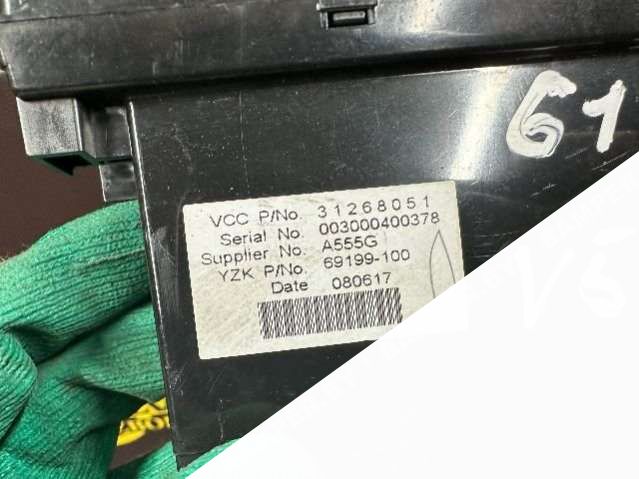 61
VCC P/No. 31268051
Serial No. 003000400378
Supplier No. A555G
YZK P/No. 69199-100
Date 080617